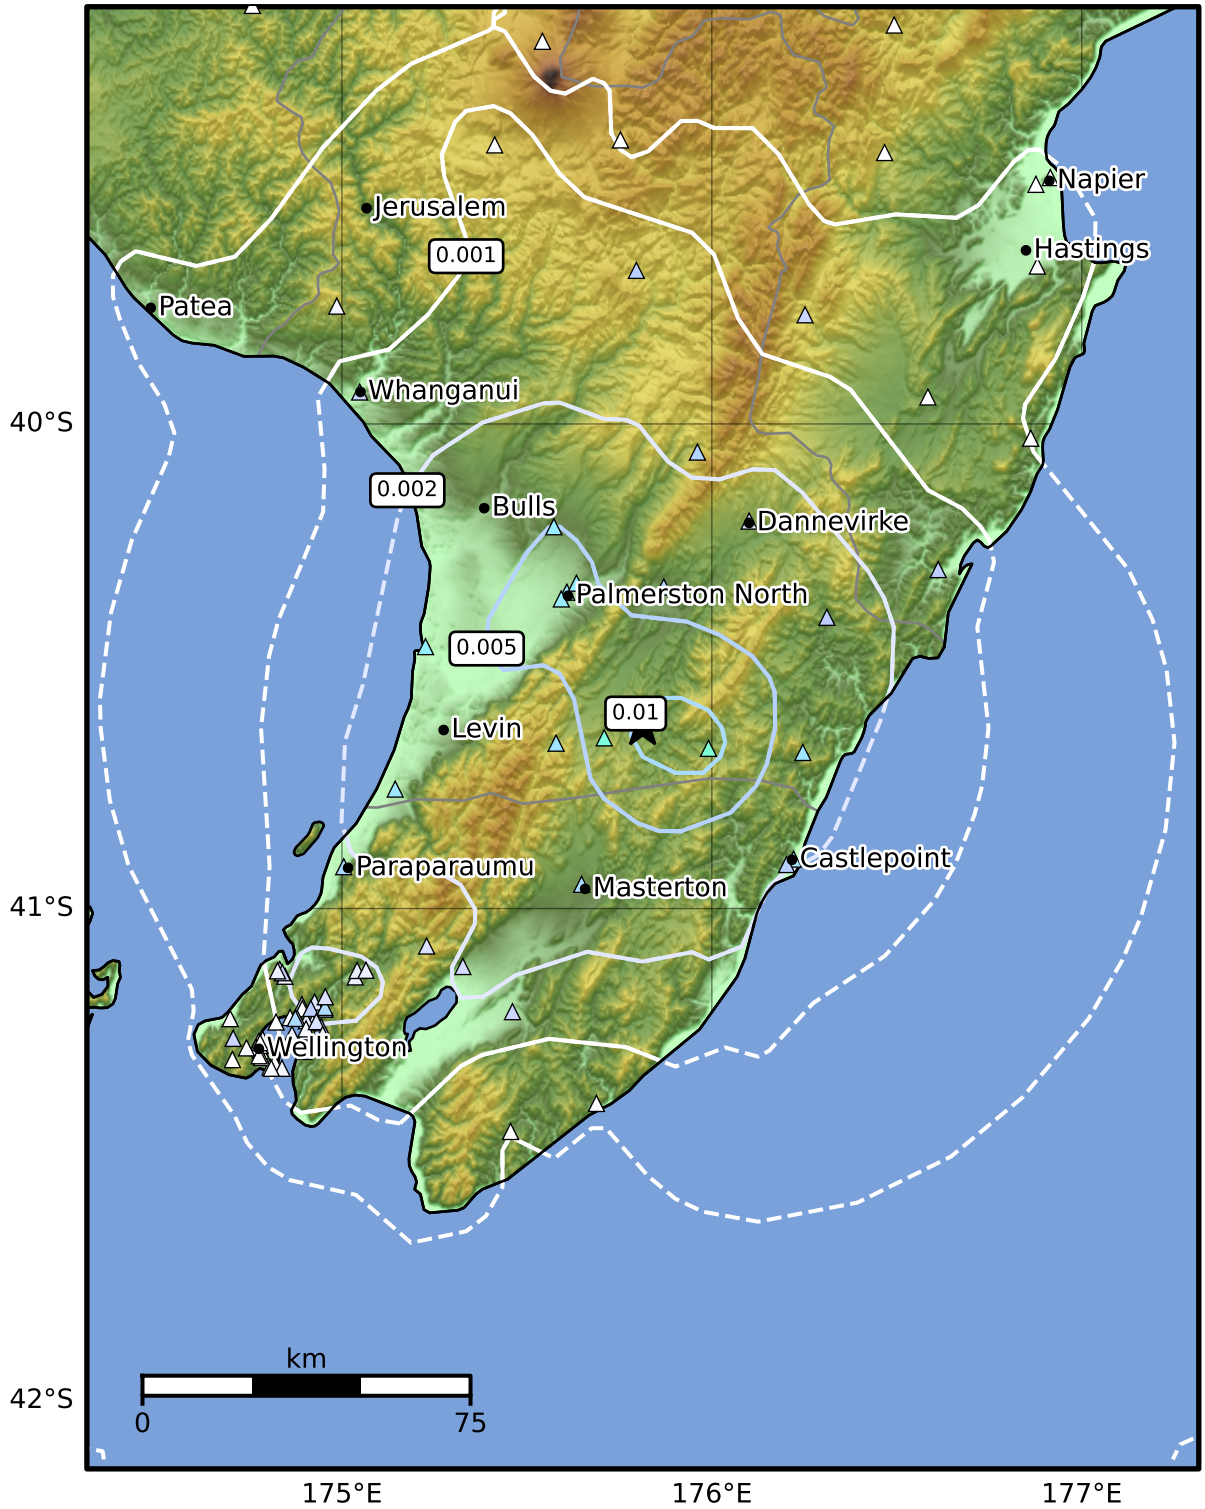 Napier
Jerusalem
Hastings
0.001
Patea
Whanganui
40°S
0.002
Bulls
Dannevirke
Palmerston North
0.005
0.01
Levin
Castlepoint
Paraparaumu
Masterton
41°S
Wellington
km
0
75
42°S
175°E
176°E
177°E